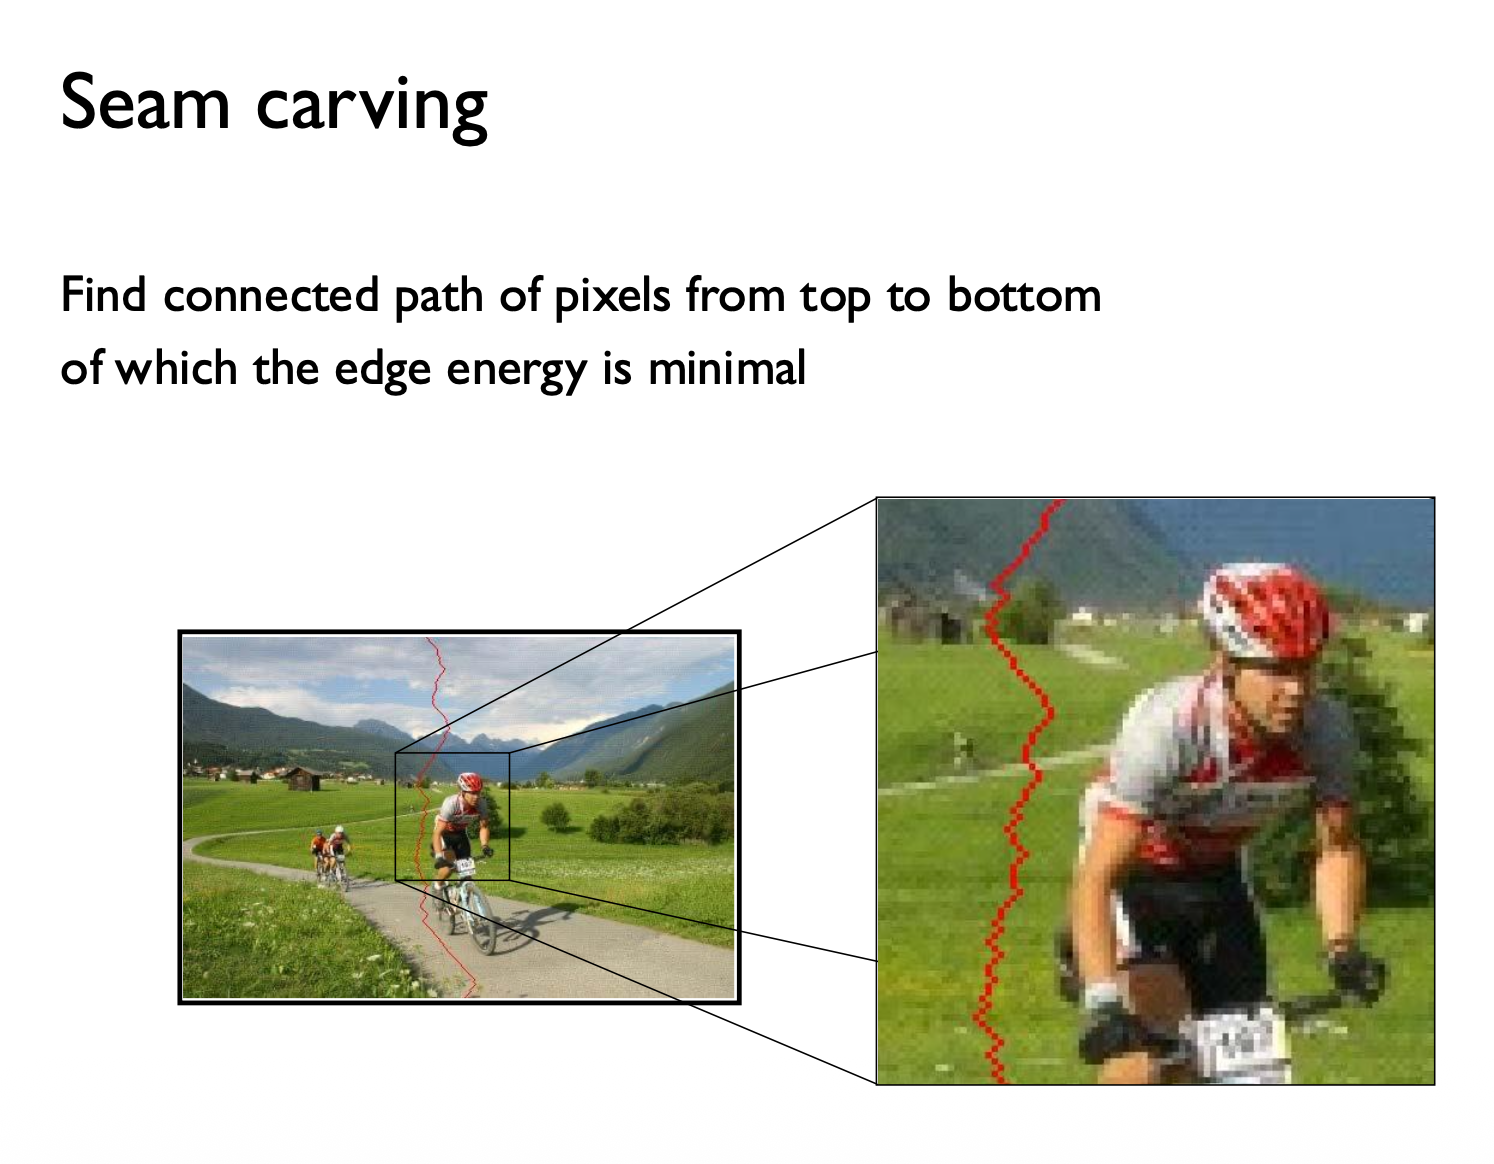 Seam carving
Find connected path of pixels from top to bottom
of which the edge energy is minimal